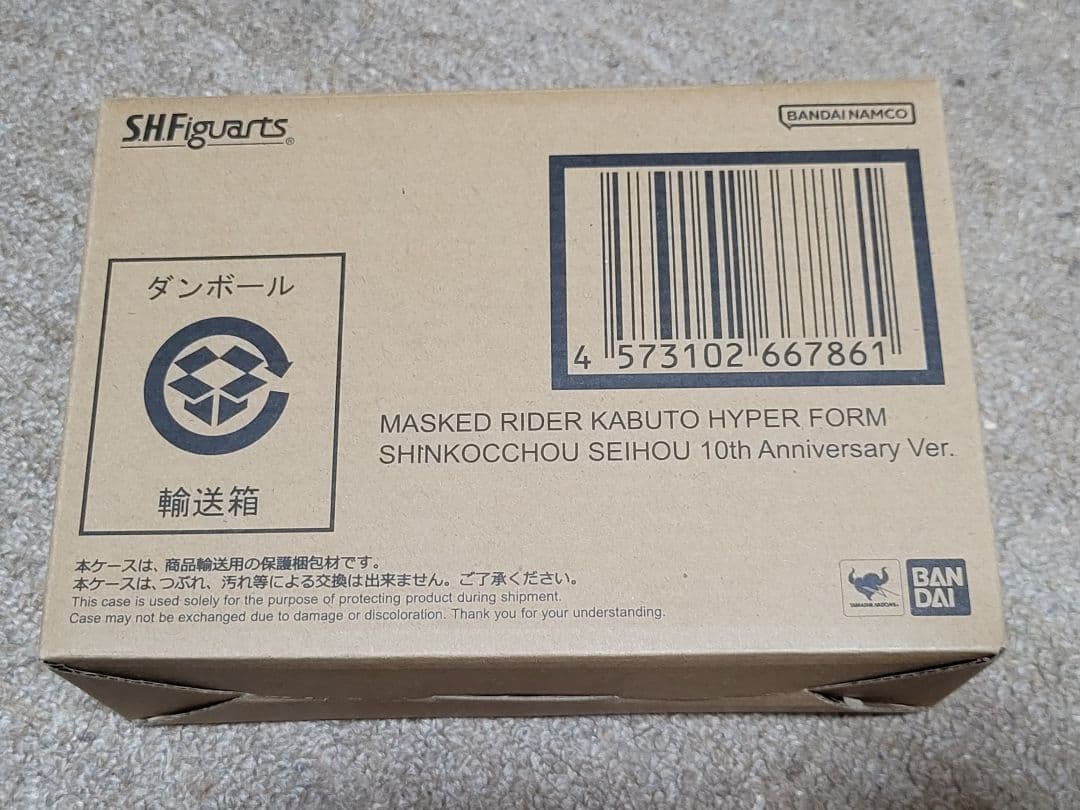 S.H.Figuarts®
BANDAI NAMCO
4 573102 667861
ダンボール
輸送箱
MASKED RIDER KABUTO HYPER FORM
SHINKOCCHOU SEIHOU 10th Anniversary Ver.
本ケースは、商品輸送用の保護梱包材です。
本ケースは、つぶれ、汚れ等による交換は出来ません。ご了承ください。
This case is used solely for the purpose of protecting product during shipment.
Case may not be exchanged due to damage or discoloration. Thank you for your understanding.
TAMASHII NATIONS
BAN
DAI